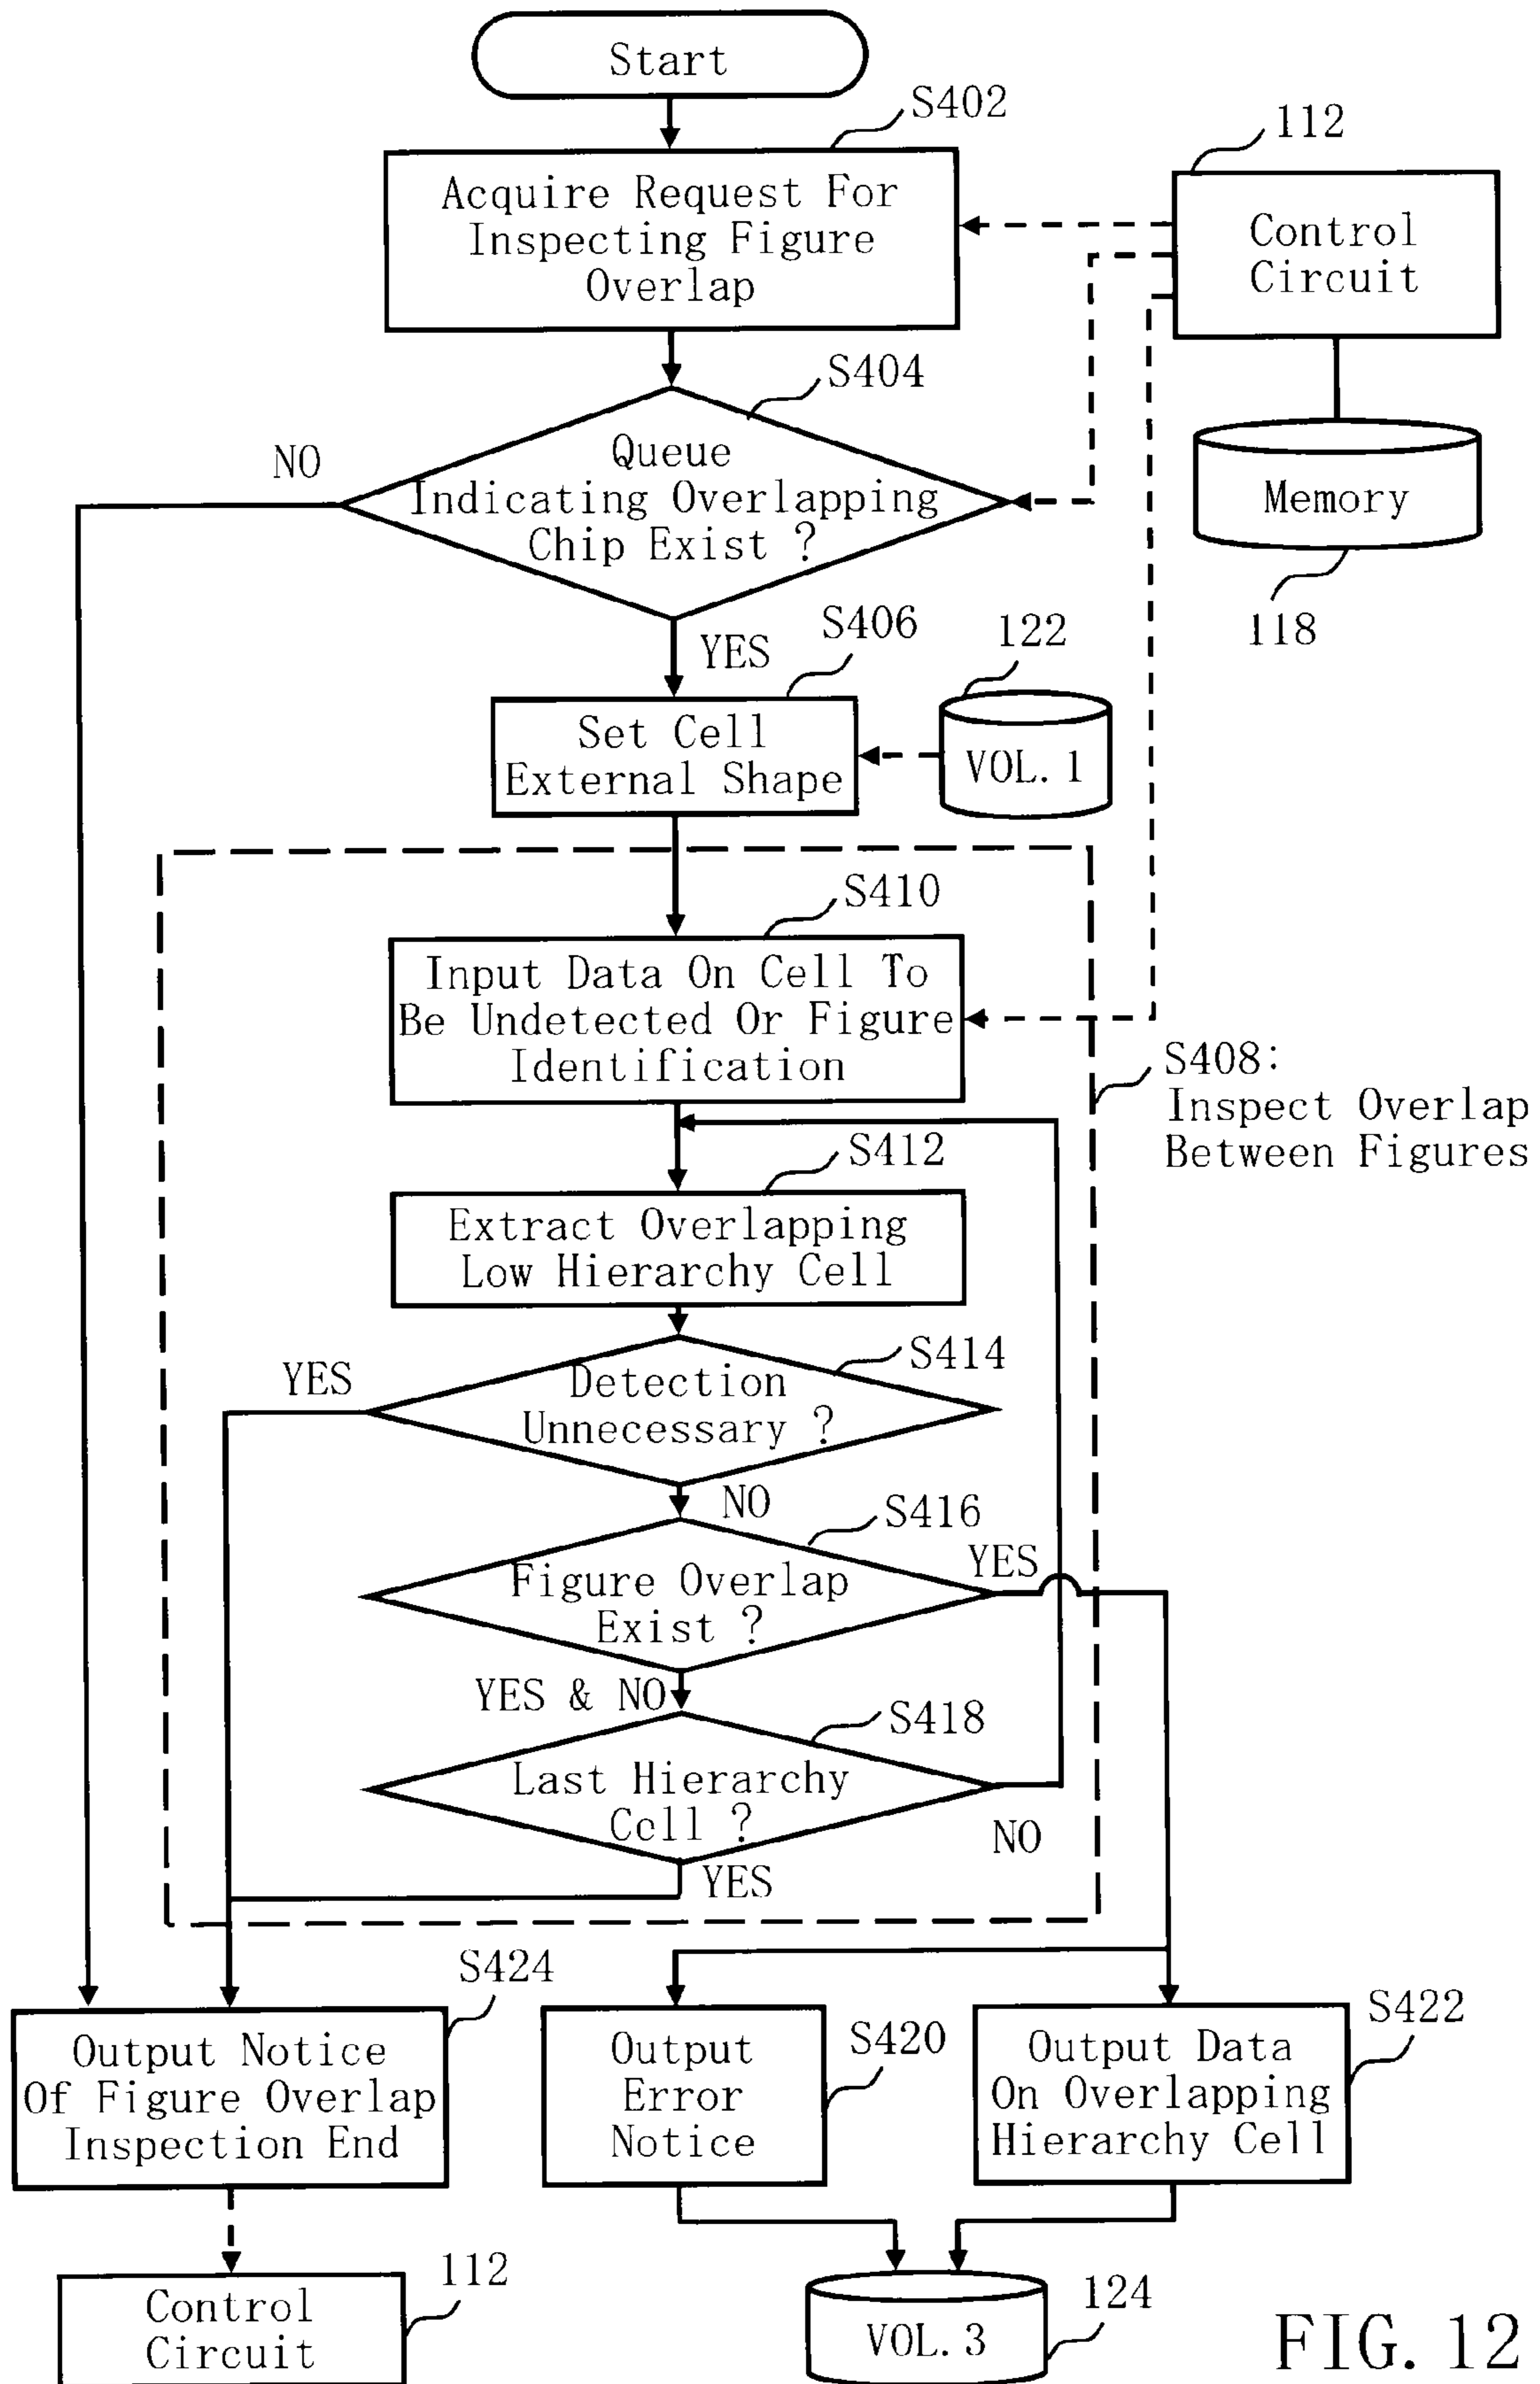 Start
S402
112
Acquire Request For
Inspecting Figure
Overlap
Control
Circuit
S404
NO
Queue
Indicating Overlapping
Chip Exist ?
Memory
118
YES
S406
122
Set Cell
External Shape
VOL. 1
S410
Input Data On Cell To
Be Undetected Or Figure
Identification
S408:
Inspect Overlap
Between Figures
S412
Extract Overlapping
Low Hierarchy Cell
S414
YES
Detection
Unnecessary ?
NO
S416
YES
Figure Overlap
Exist ?
YES & NO
S418
Last Hierarchy
Cell ?
NO
YES
S424
Output Notice
Of Figure Overlap
Inspection End
S420
Output
Error
Notice
S422
Output Data
On Overlapping
Hierarchy Cell
112
Control
Circuit
124
VOL. 3
FIG. 12